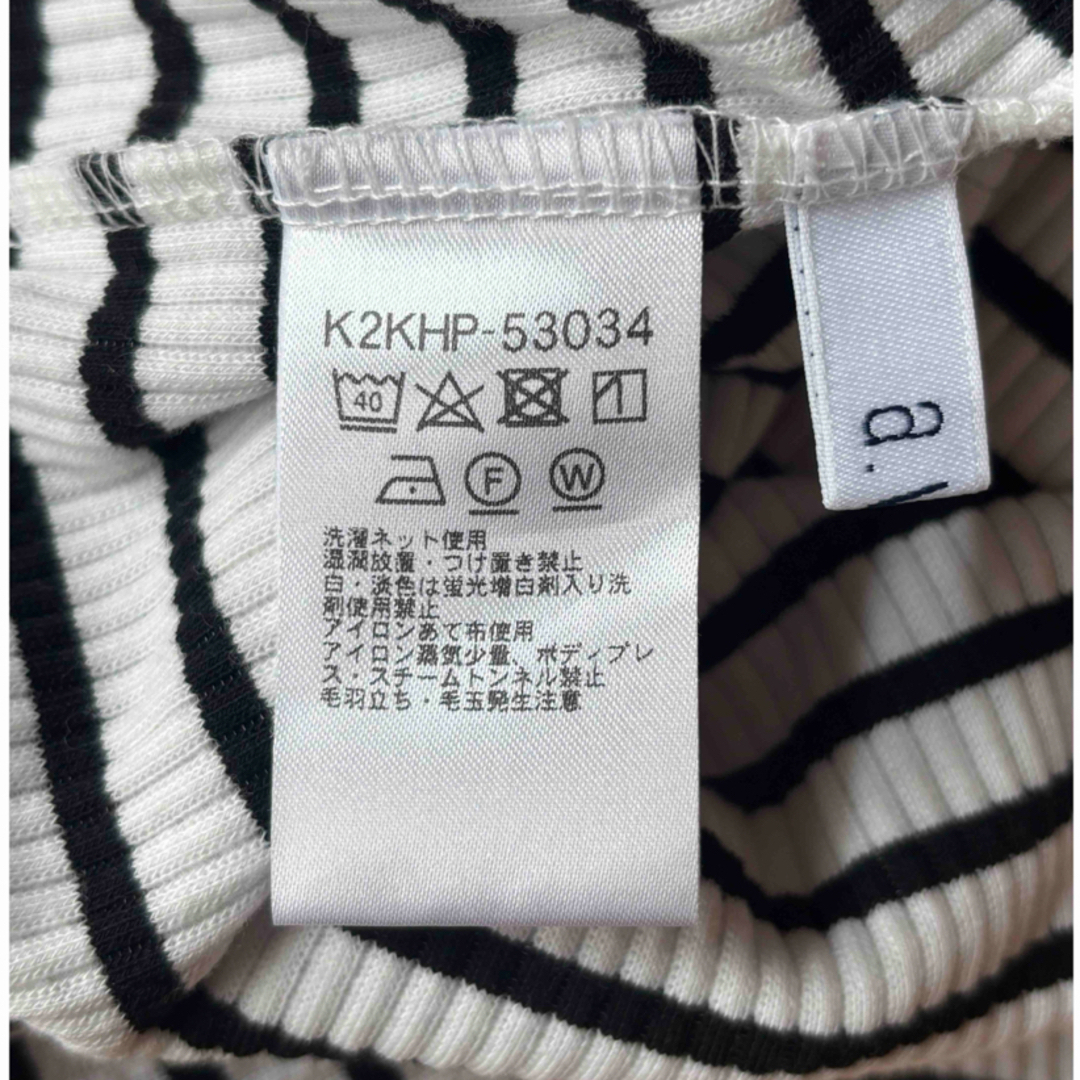 K2KHP-53034
40
F W
洗濯ネット使用
湿潤放置・つけ置き禁止
白・淡色は蛍光増白剤入り洗
剤使用禁止
アイロンあて布使用
アイロン蒸気少量、ボディプレ
ス・スチームトンネル禁止
毛羽立ち・毛玉発生注意
a.